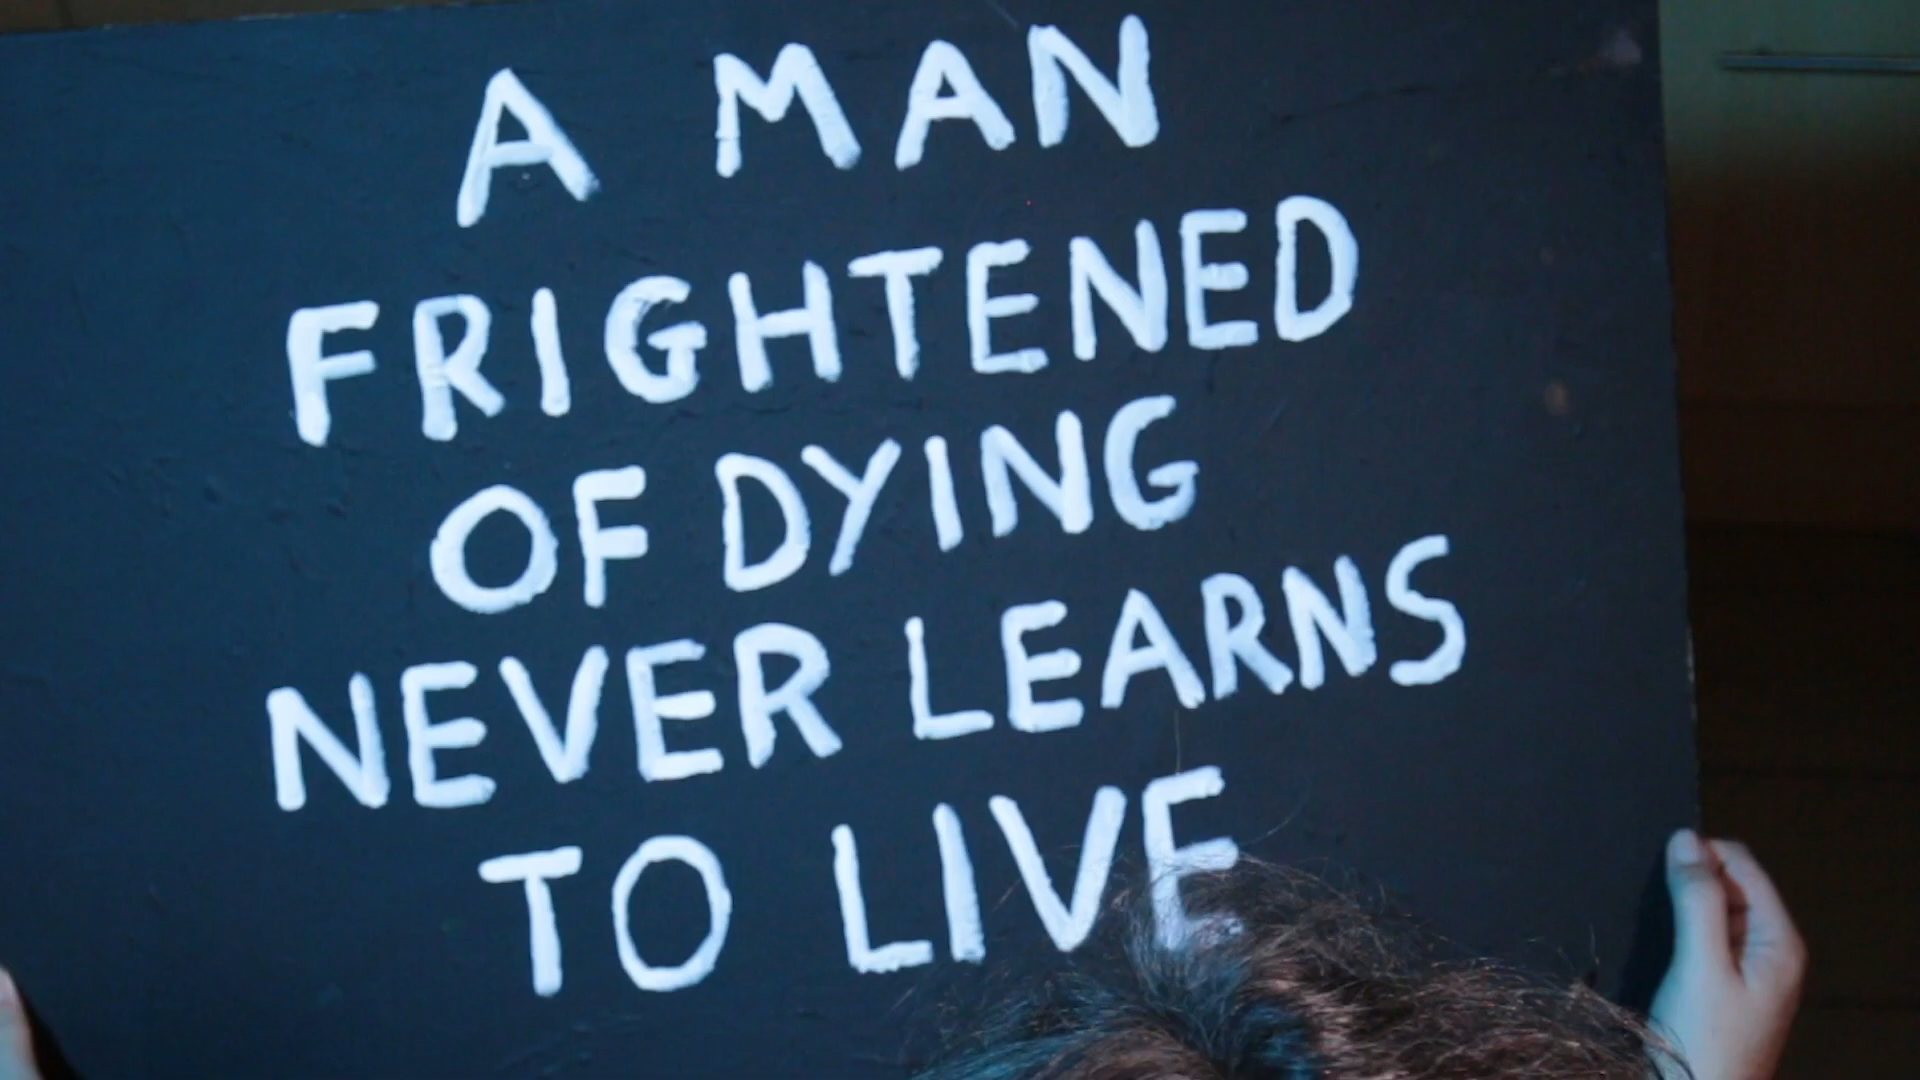 A MAN
FRIGHTENED
OF DYING
NEVER LEARNS
TO LIVE